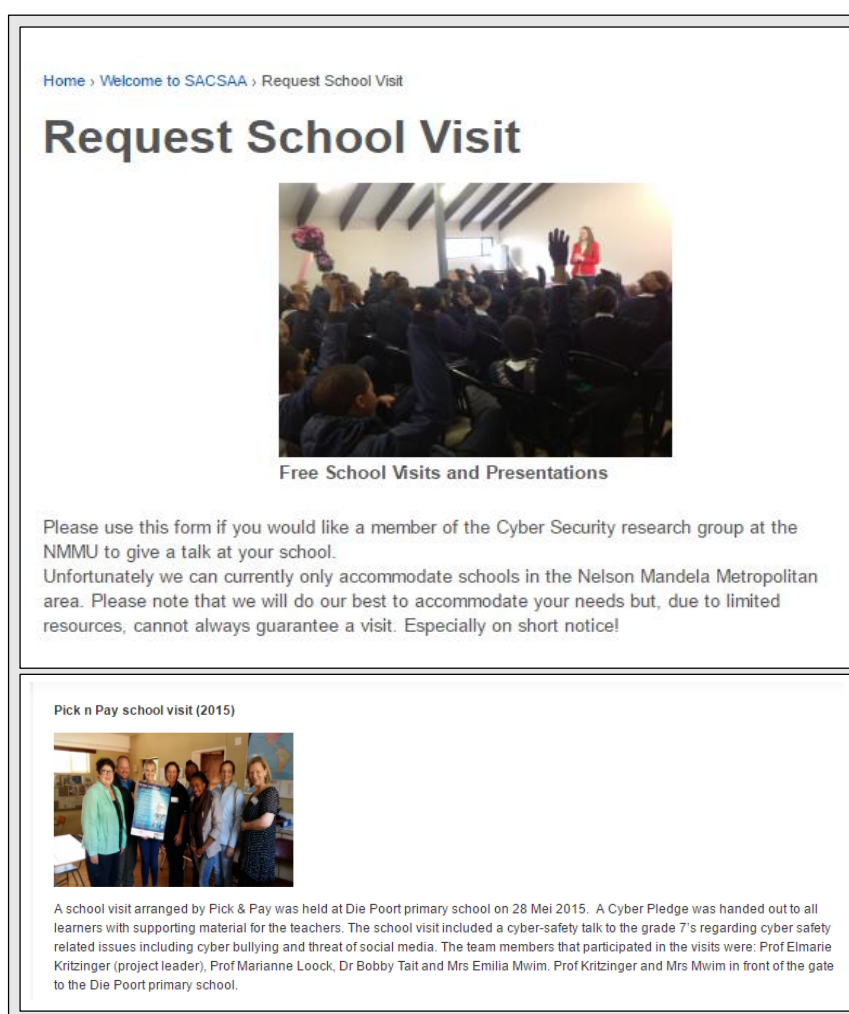 Home › Welcome to SACSAA › Request School Visit
Request School Visit
Free School Visits and Presentations
Please use this form if you would like a member of the Cyber Security research group at the
NMMU to give a talk at your school.
Unfortunately we can currently only accommodate schools in the Nelson Mandela Metropolitan
area. Please note that we will do our best to accommodate your needs but, due to limited
resources, cannot always guarantee a visit. Especially on short notice!
Pick n Pay school visit (2015)
A school visit arranged by Pick & Pay was held at Die Poort primary school on 28 Mei 2015.  A Cyber Pledge was handed out to all
learners with supporting material for the teachers. The school visit included a cyber-safety talk to the grade 7's regarding cyber safety
related issues including cyber bullying and threat of social media. The team members that participated in the visits were: Prof Elmarie
Kritzinger (project leader), Prof Marianne Loock, Dr Bobby Tait and Mrs Emilia Mwim. Prof Kritzinger and Mrs Mwim in front of the gate
to the Die Poort primary school.